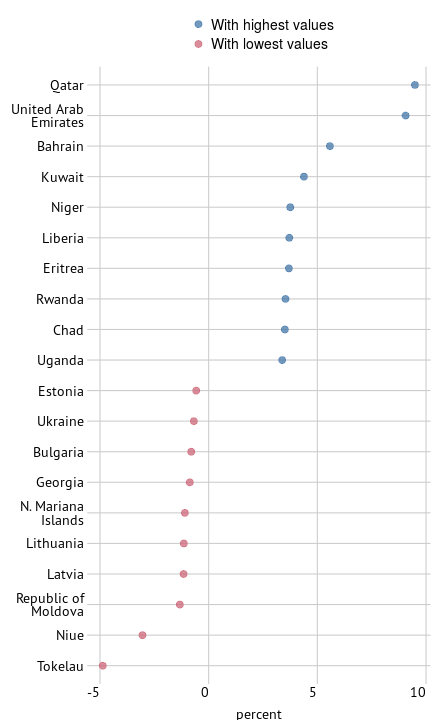 With highest values
With lowest values
Qatar
United Arab
Emirates
Bahrain
Kuwait
Niger
Liberia
Eritrea
Rwanda
Chad
Uganda
Estonia
Ukraine
Bulgaria
Georgia
N. Mariana
Islands
Lithuania
Latvia
Republic of
Moldova
Niue
Tokelau
-5 0 5 10
percent